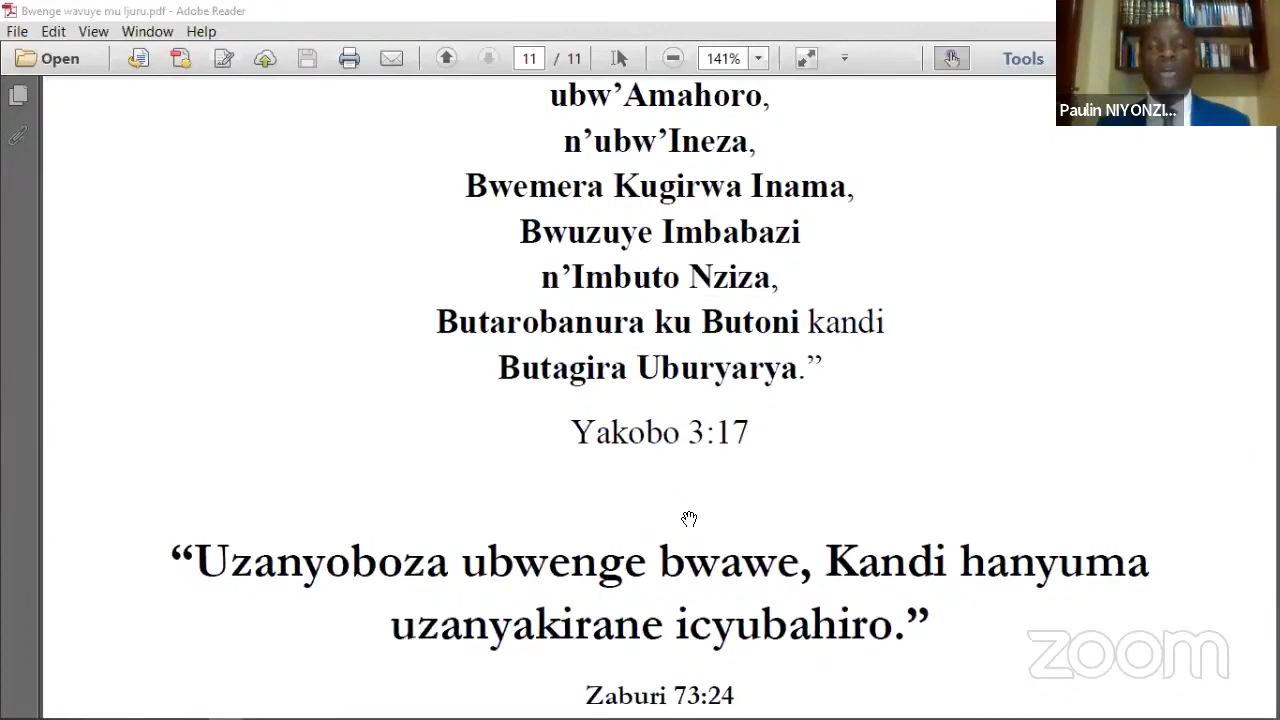 Bwenge wavuye mu Ijuru.pdf - Adobe Reader
File Edit View Window Help
Open 11 / 11 141% Tools
Paulin NIYONZI...
ubw’Amahoro,
n’ubw’Ineza,
Bwemera Kugirwa Inama,
Bwuzuye Imbabazi
n’Imbuto Nziza,
Butarobanura ku Butoni kandi
Butagira Uburyarya.”
Yakobo 3:17
“Uzanyoboza ubwenge bwawe, Kandi hanyuma
uzanyakirane icyubahiro.”
zoom
Zaburi 73:24